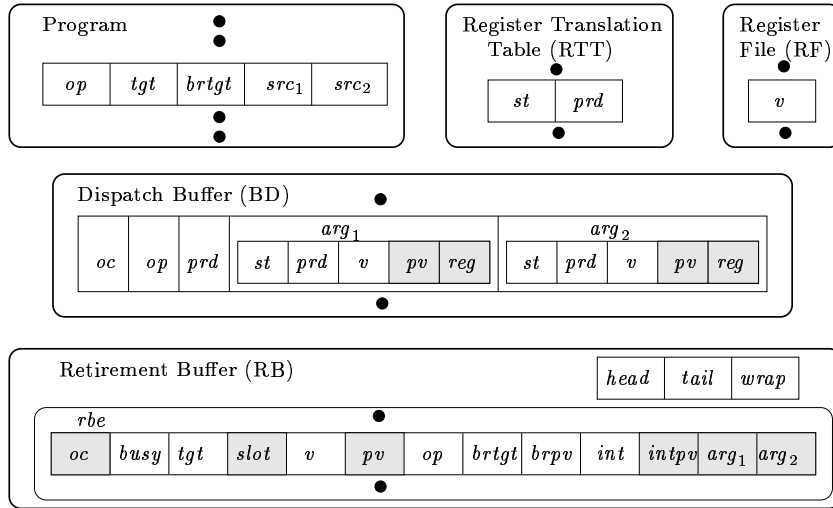 Program
Register Translation
Table (RTT)
Register
File (RF)
op tgt brtgt src1 src2
st prd
v
Dispatch Buffer (BD)
arg1 arg2
oc op prd st prd v pv reg st prd v pv reg
Retirement Buffer (RB)
head tail wrap
rbe
oc busy tgt slot v pv op brtgt brpv int intpv arg1 arg2